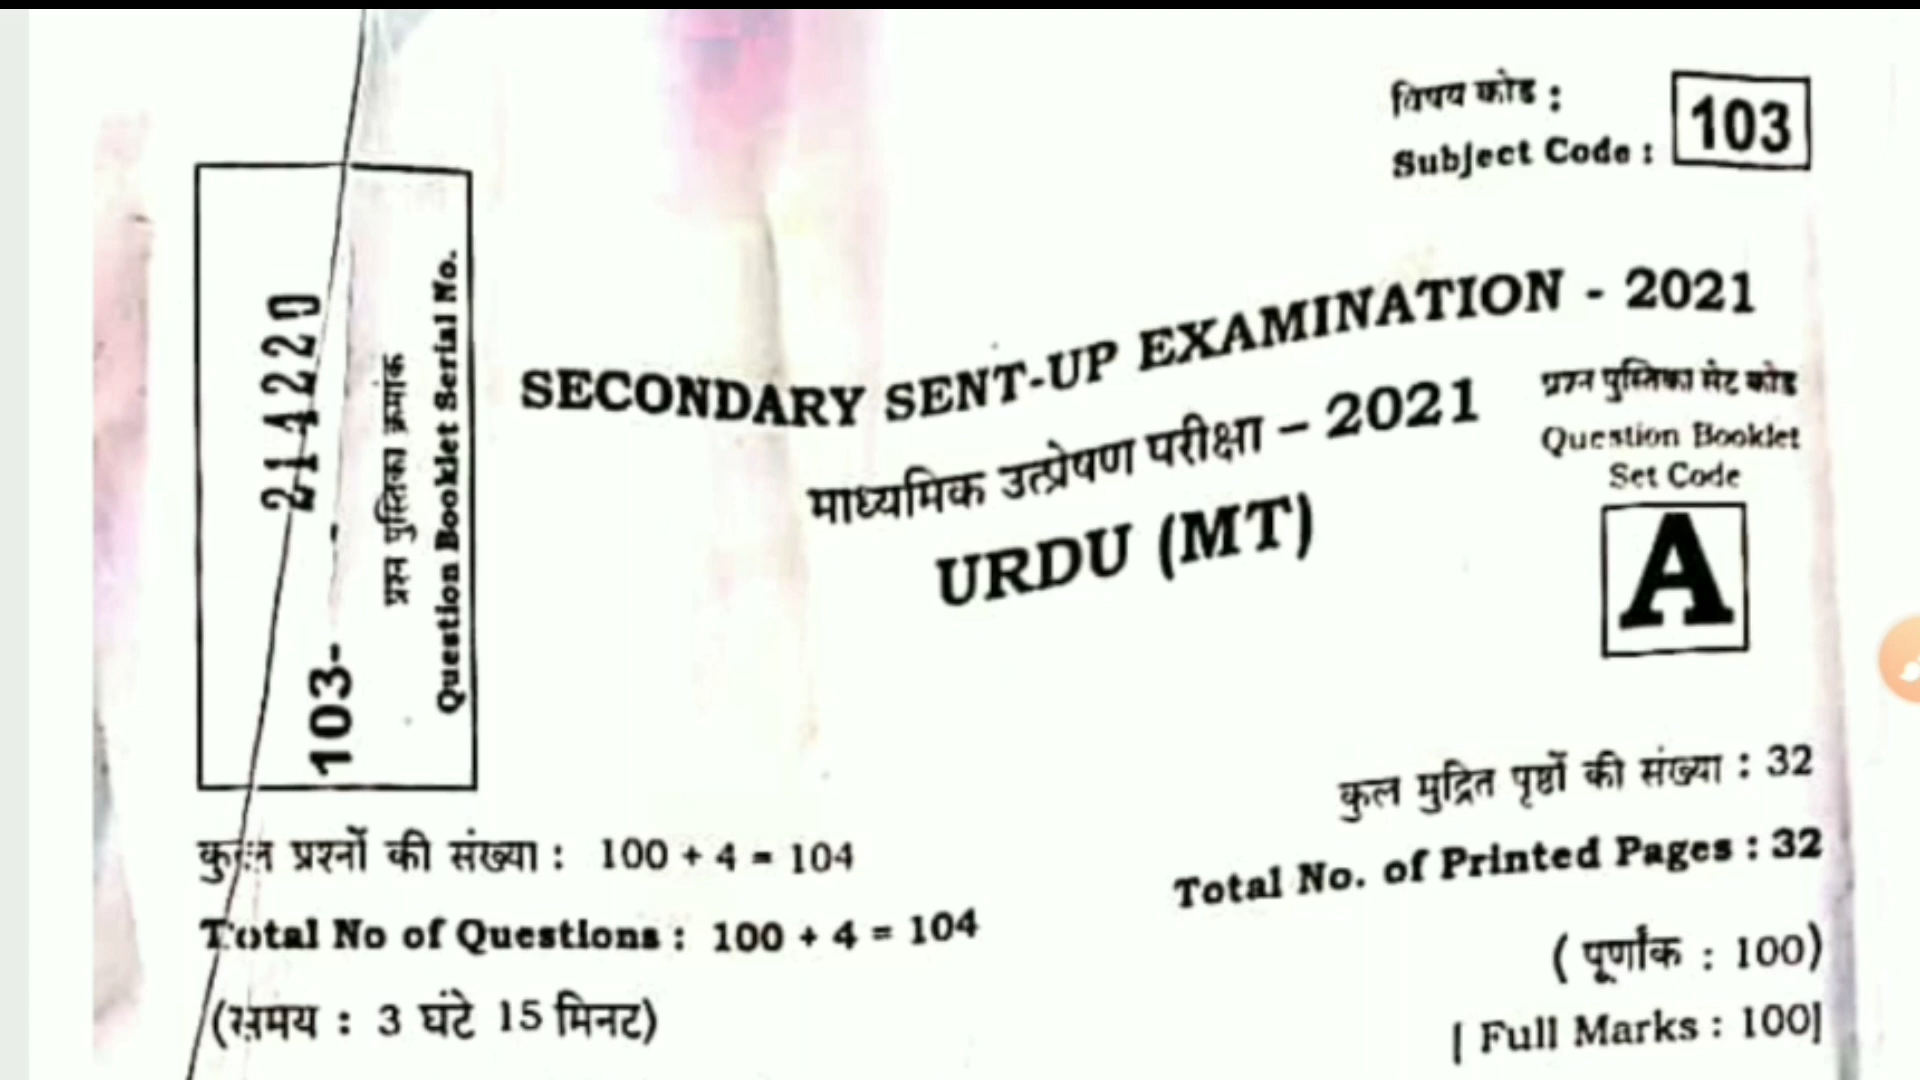 विषय कोड :
Subject Code :
103
214220
103-
प्रश्न पुस्तिका क्रमांक
Question Booklet Serial No.
SECONDARY SENT-UP EXAMINATION - 2021
माध्यमिक उत्प्रेषण परीक्षा – 2021
URDU (MT)
प्रश्न पुस्तिका सेट कोड
Question Booklet
Set Code
A
कुल प्रश्नों की संख्या : 100 + 4 = 104
Total No of Questions : 100 + 4 = 104
(समय : 3 घंटे 15 मिनट)
कुल मुद्रित पृष्ठों की संख्या : 32
Total No. of Printed Pages : 32
( पूर्णांक : 100)
[ Full Marks : 100]